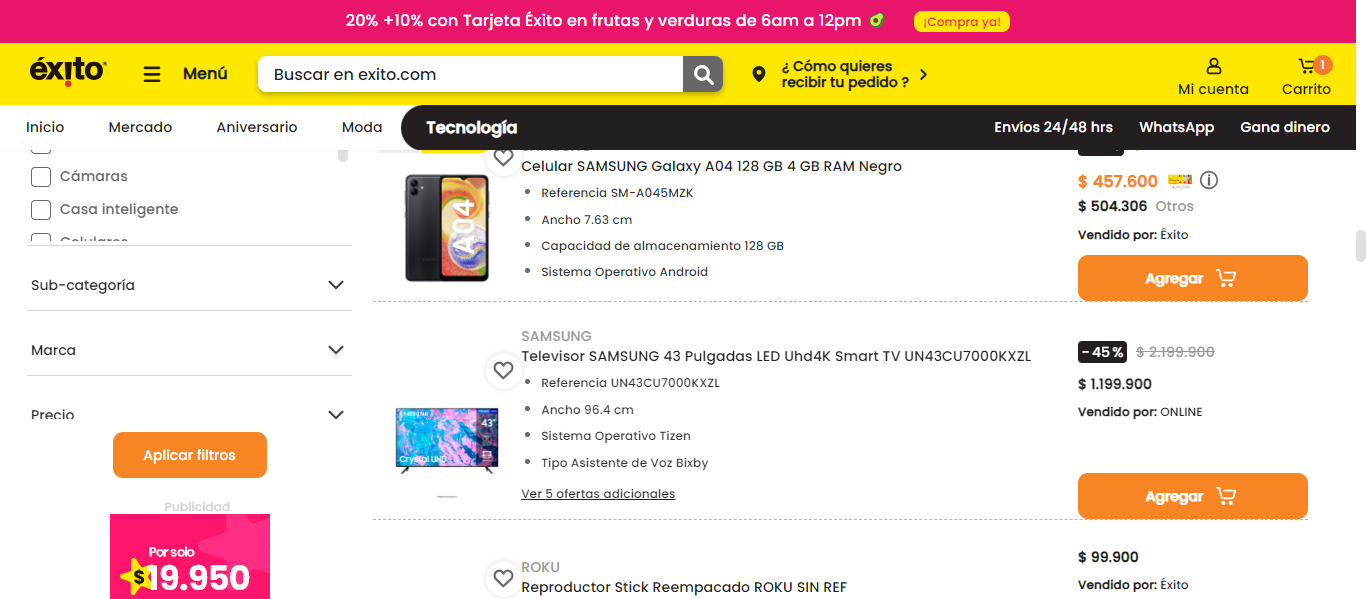 20% +10% con Tarjeta Éxito en frutas y verduras de 6am a 12pm
¡Compra ya!
éxito
Menú
Buscar en exito.com
¿ Cómo quieres
recibir tu pedido ?
Mi cuenta
1
Carrito
Inicio
Mercado
Aniversario
Moda
Tecnología
Envíos 24/48 hrs
WhatsApp
Gana dinero
Cámaras
Casa inteligente
Celulares
Sub-categoría
Marca
Precio
Aplicar filtros
Publicidad
Por solo
$19.950
SAMSUNG
Celular SAMSUNG Galaxy A04 128 GB 4 GB RAM Negro
Referencia SM-A045MZK
Ancho 7.63 cm
Capacidad de almacenamiento 128 GB
Sistema Operativo Android
A04
$ 457.600
$ 504.306 Otros
Vendido por: Éxito
Agregar
SAMSUNG
Televisor SAMSUNG 43 Pulgadas LED Uhd4K Smart TV UN43CU7000KXZL
Referencia UN43CU7000KXZL
Ancho 96.4 cm
Sistema Operativo Tizen
Tipo Asistente de Voz Bixby
Ver 5 ofertas adicionales
SAMSUNG
43"
Crystal UHD
- 45 % $ 2.199.900
$ 1.199.900
Vendido por: ONLINE
Agregar
ROKU
Reproductor Stick Reempacado ROKU SIN REF
$ 99.900
Vendido por: Éxito